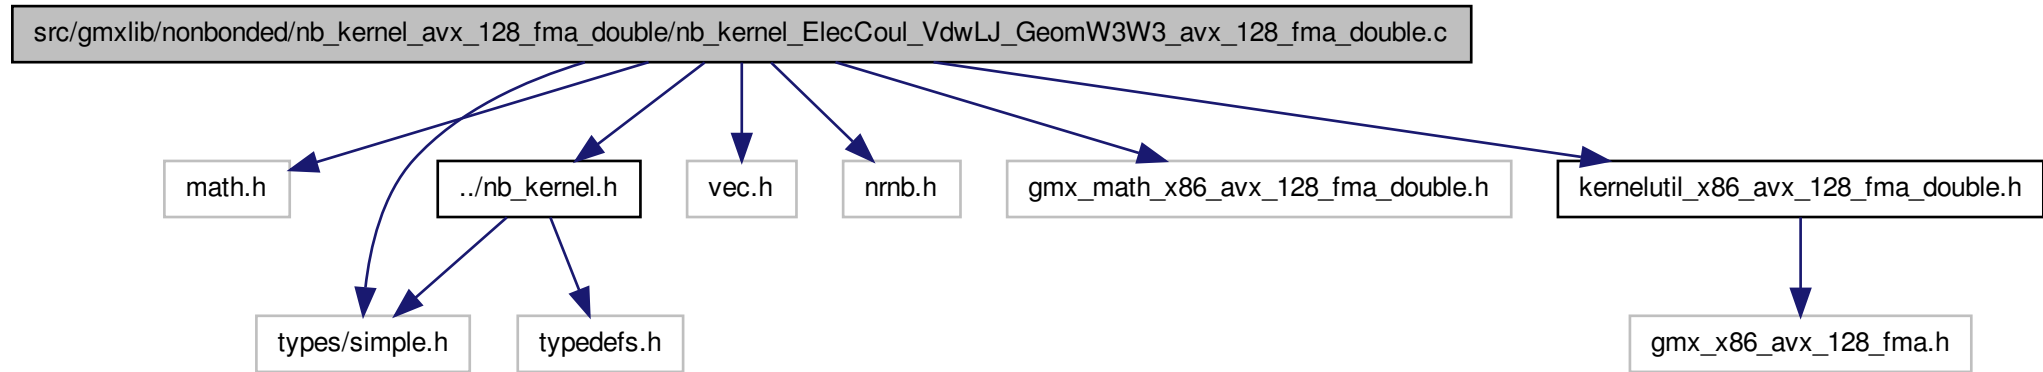 src/gmxlib/nonbonded/nb_kernel_avx_128_fma_double/nb_kernel_ElecCoul_VdwLJ_GeomW3W3_avx_128_fma_double.c
math.h
../nb_kernel.h
vec.h
nrnb.h
gmx_math_x86_avx_128_fma_double.h
kernelutil_x86_avx_128_fma_double.h
types/simple.h
typedefs.h
gmx_x86_avx_128_fma.h